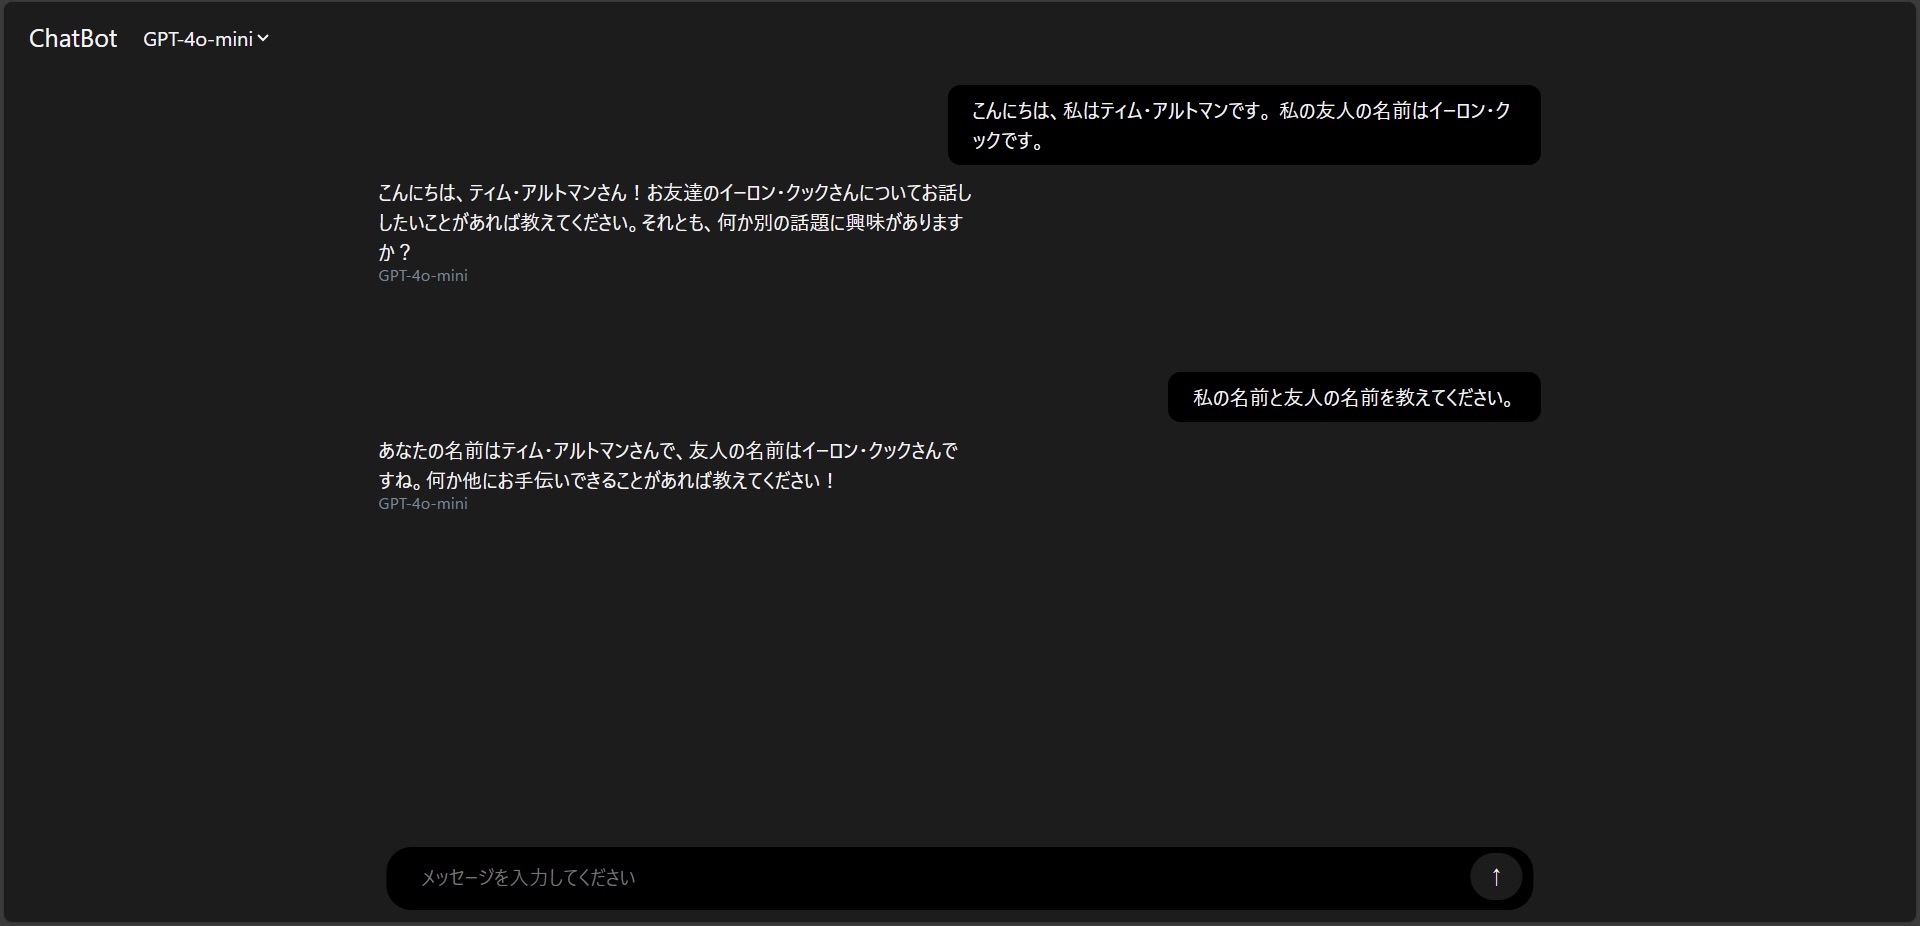 ChatBot GPT-4o-mini
こんにちは、私はティム・アルトマンです。 私の友人の名前はイーロン・ク
ックです。
こんにちは、ティム・アルトマンさん！お友達のイーロン・クックさんについてお話し
したいことがあれば教えてください。それとも、何か別の話題に興味があります
か？
GPT-4o-mini
私の名前と友人の名前を教えてください。
あなたの名前はティム・アルトマンさんで、友人の名前はイーロン・クックさんで
すね。何か他にお手伝いできることがあれば教えてください！
GPT-4o-mini
メッセージを入力してください ↑